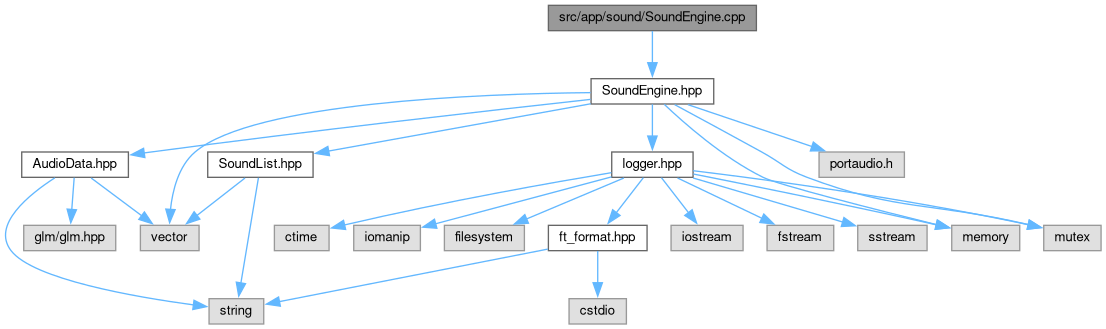 src/app/sound/SoundEngine.cpp
SoundEngine.hpp
AudioData.hpp
SoundList.hpp
logger.hpp
portaudio.h
glm/glm.hpp
vector
ctime
iomanip
filesystem
ft_format.hpp
iostream
fstream
sstream
memory
mutex
string
cstdio